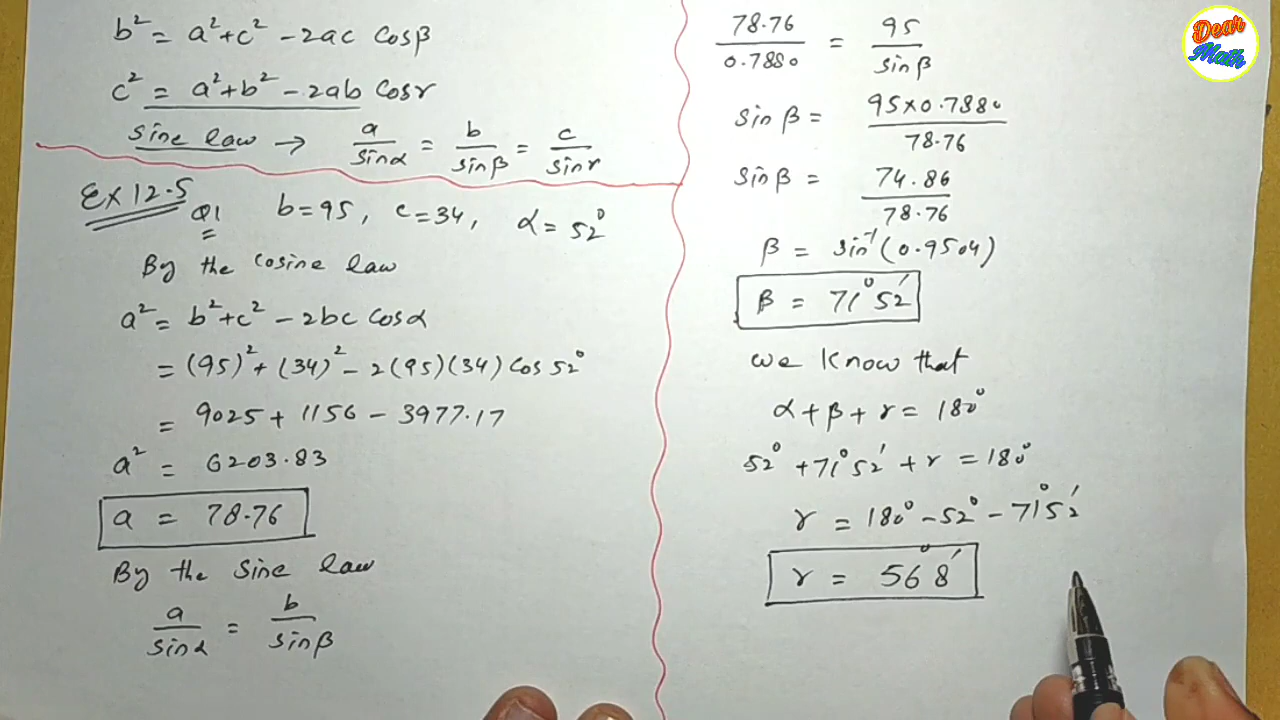 b² = a²+c² - 2ac Cosβ
c² = a²+b² - 2ab Cosr
Sine law → a/sinα = b/sinβ = c/sinr
Ex 12.5
Q1 b=95, c=34, α= 52°
By the Cosine law
a² = b²+c² - 2bc Cosα
= (95)² + (34)² - 2(95)(34) Cos 52°
= 9025 + 1156 - 3977.17
a² = 6203.83
a = 78.76
By the Sine law
a/sinα = b/sinβ
78.76/0.7880 = 95/sinβ
Sin β = 95×0.7880/78.76
Sin β = 74.86/78.76
β = Sin⁻¹(0.9504)
β = 71°52′
we know that
α+β+r = 180°
52° +71°52′ +r = 180°
r = 180° -52° - 71°52′
r = 56°8′
Dear
Math